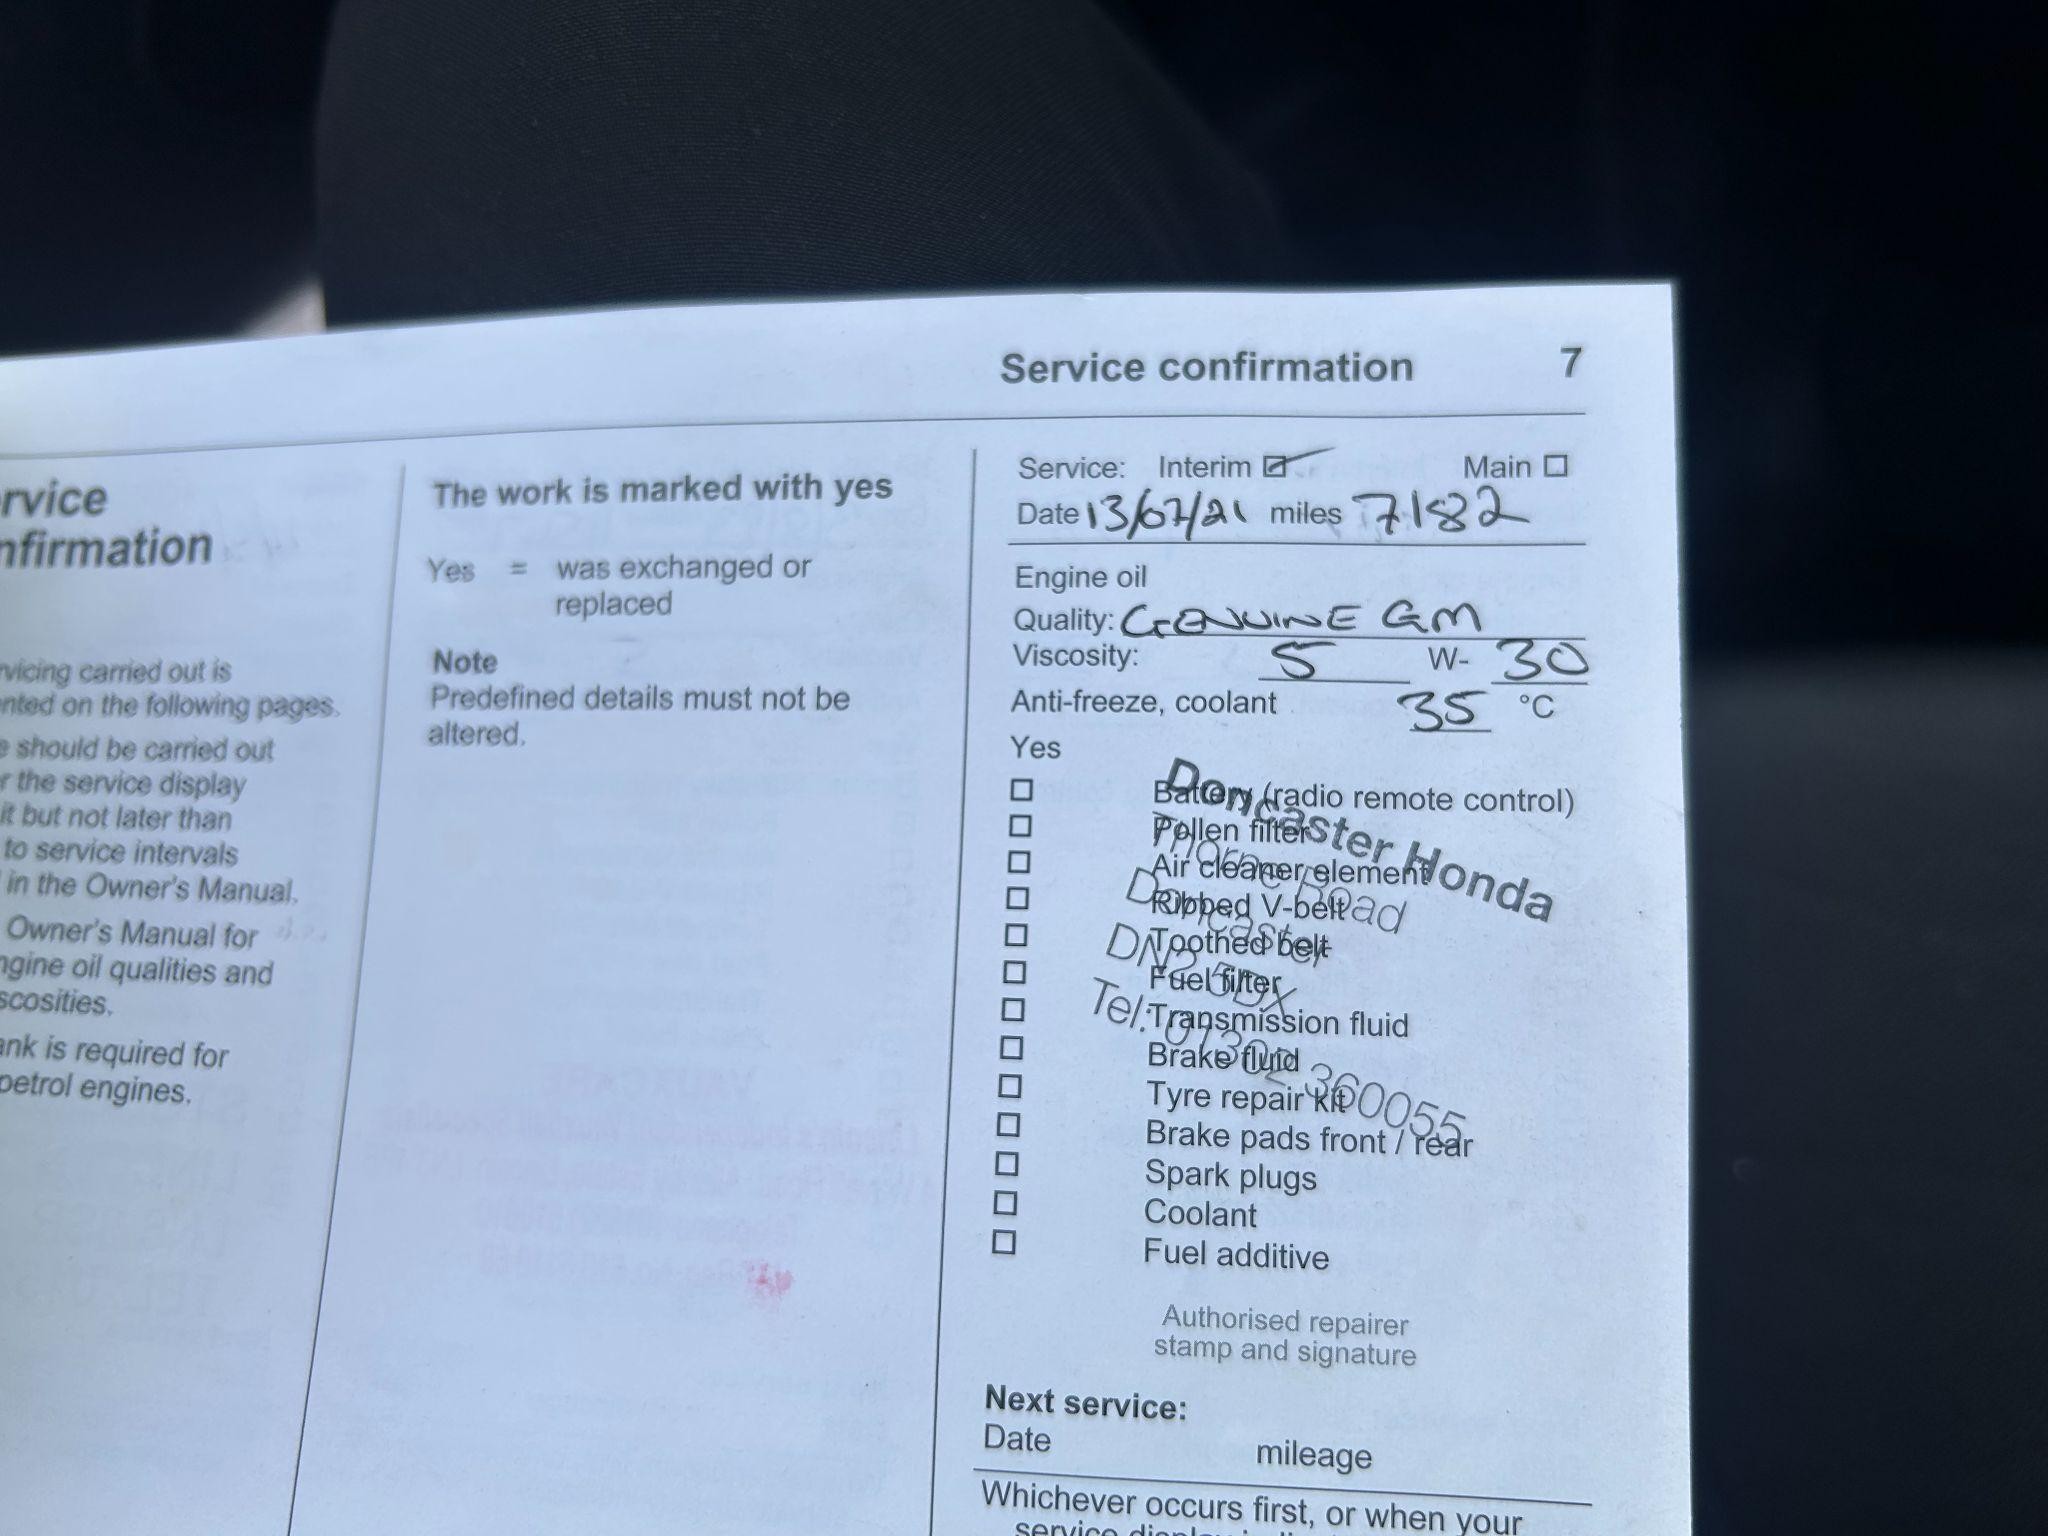 Service confirmation 7
rvice
nfirmation
rvicing carried out is
nted on the following pages.
e should be carried out
r the service display
it but not later than
to service intervals
in the Owner's Manual.
Owner's Manual for
ngine oil qualities and
scosities.
ank is required for
petrol engines.
The work is marked with yes
Yes = was exchanged or
replaced
Note
Predefined details must not be
altered.
Service: Interim Main
Date 13/07/21 miles 7182
Engine oil
Quality: GENUINE GM
Viscosity: 5 W- 30
Anti-freeze, coolant 35 °C
Yes
Battery (radio remote control)
Pollen filter
Air cleaner element
Ribbed V-belt
Toothed belt
Fuel filter
Transmission fluid
Brake fluid
Tyre repair kit
Brake pads front / rear
Spark plugs
Coolant
Fuel additive
Doncaster Honda
Thorne Road
Doncaster
DN2 5DX
Tel: 01302 360055
Authorised repairer
stamp and signature
Next service:
Date mileage
Whichever occurs first, or when your